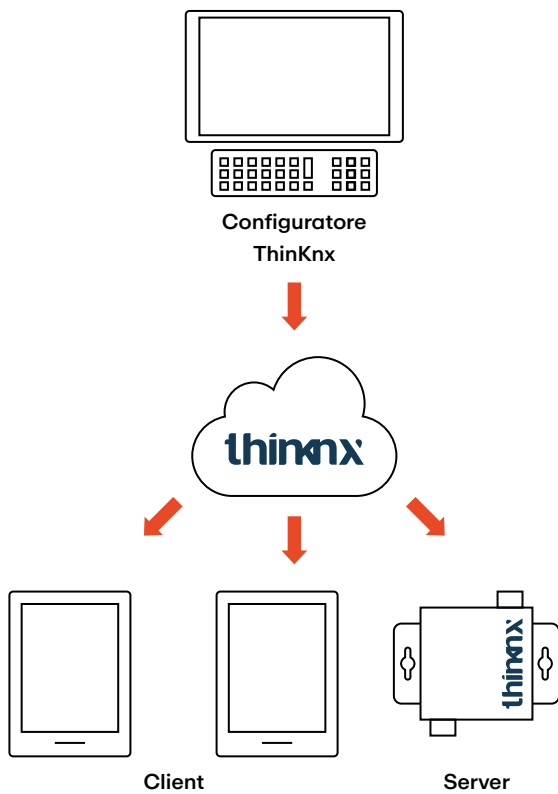 Configuratore
ThinKnx
thinknx
thinknx
Client
Server